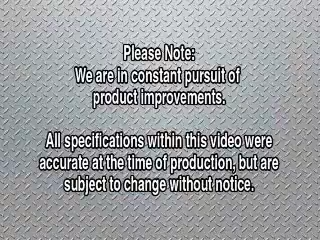 Please Note:
We are in constant pursuit of
product improvements.
All specifications within this video were
accurate at the time of production, but are
subject to change without notice.